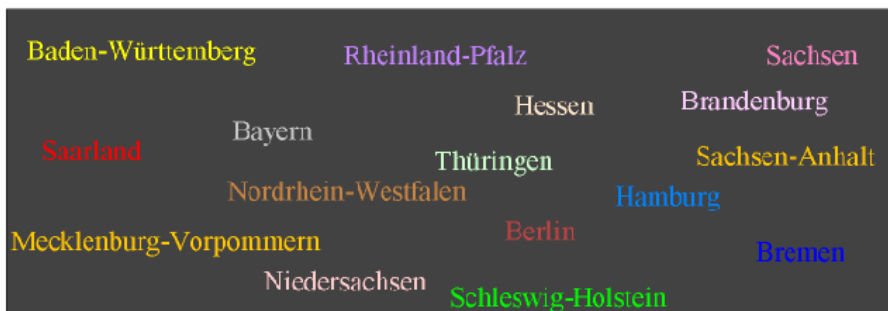 Baden-Württemberg
Rheinland-Pfalz
Sachsen
Hessen
Brandenburg
Bayern
Saarland
Thüringen
Sachsen-Anhalt
Nordrhein-Westfalen
Hamburg
Mecklenburg-Vorpommern
Berlin
Bremen
Niedersachsen
Schleswig-Holstein